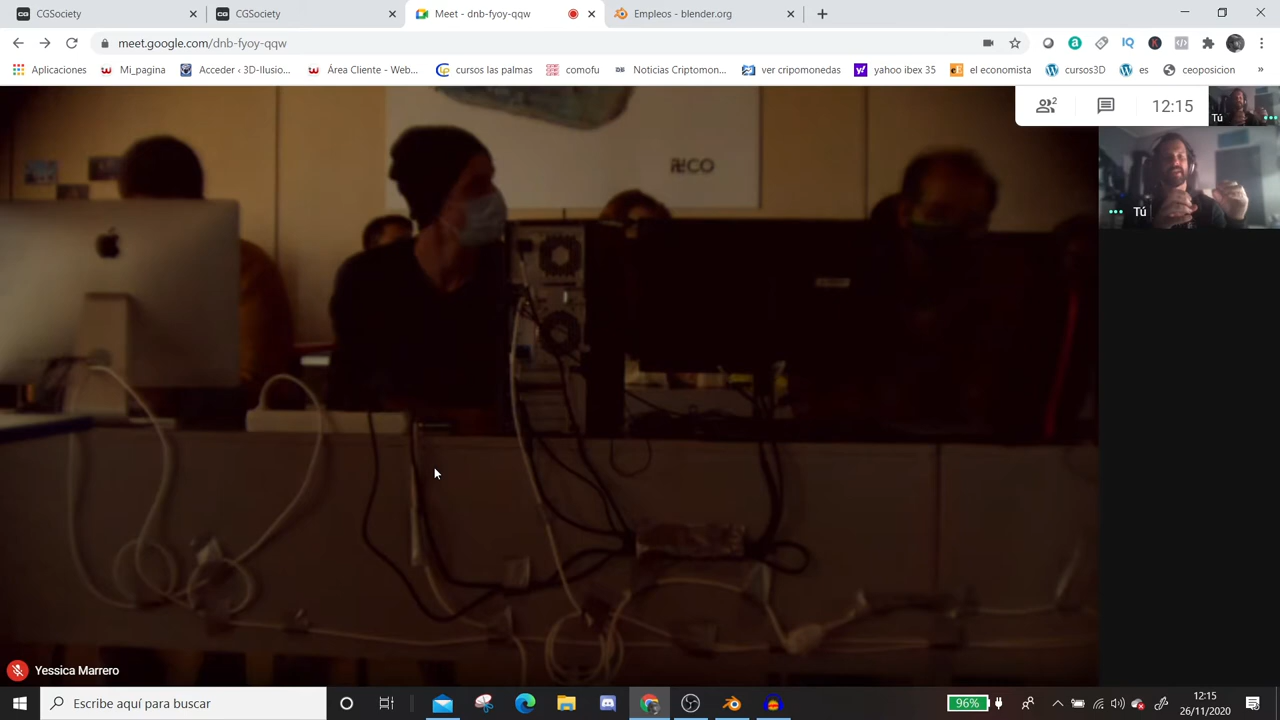 CGSociety
CGSociety
Meet - dnb-fyoy-qqw
Empleos - blender.org
meet.google.com/dnb-fyoy-qqw
Aplicaciones
Mi_pagina
Acceder ‹ 3D-Ilusio...
Área Cliente - Web...
cursos las palmas
comofu
Noticias Criptomon...
ver cripomonedas
yahoo ibex 35
el economista
cursos3D
es
ceoposicion
»
2
12:15
Tú
Tú
Yessica Marrero
Escribe aquí para buscar
96%
12:15
26/11/2020